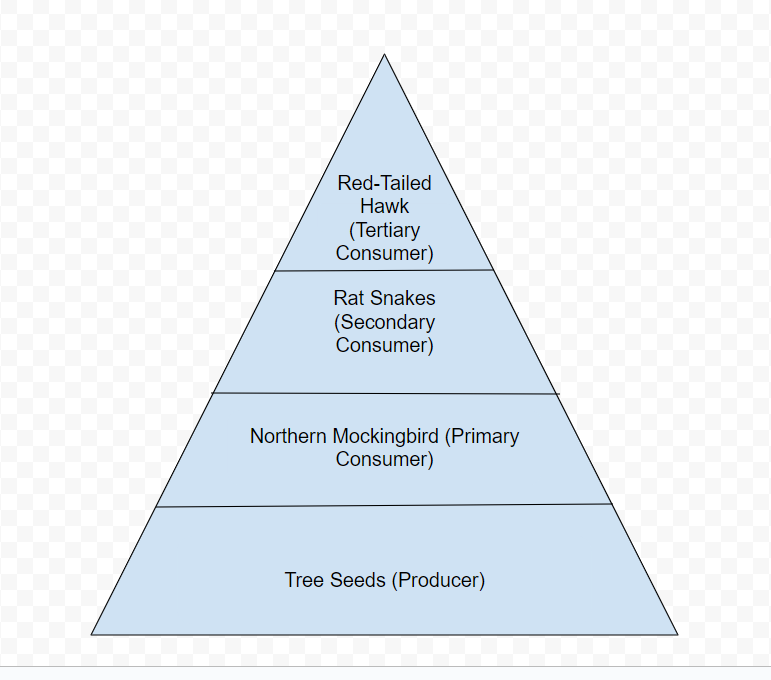 Red-Tailed
Hawk
(Tertiary
Consumer)
Rat Snakes
(Secondary
Consumer)
Northern Mockingbird (Primary
Consumer)
Tree Seeds (Producer)